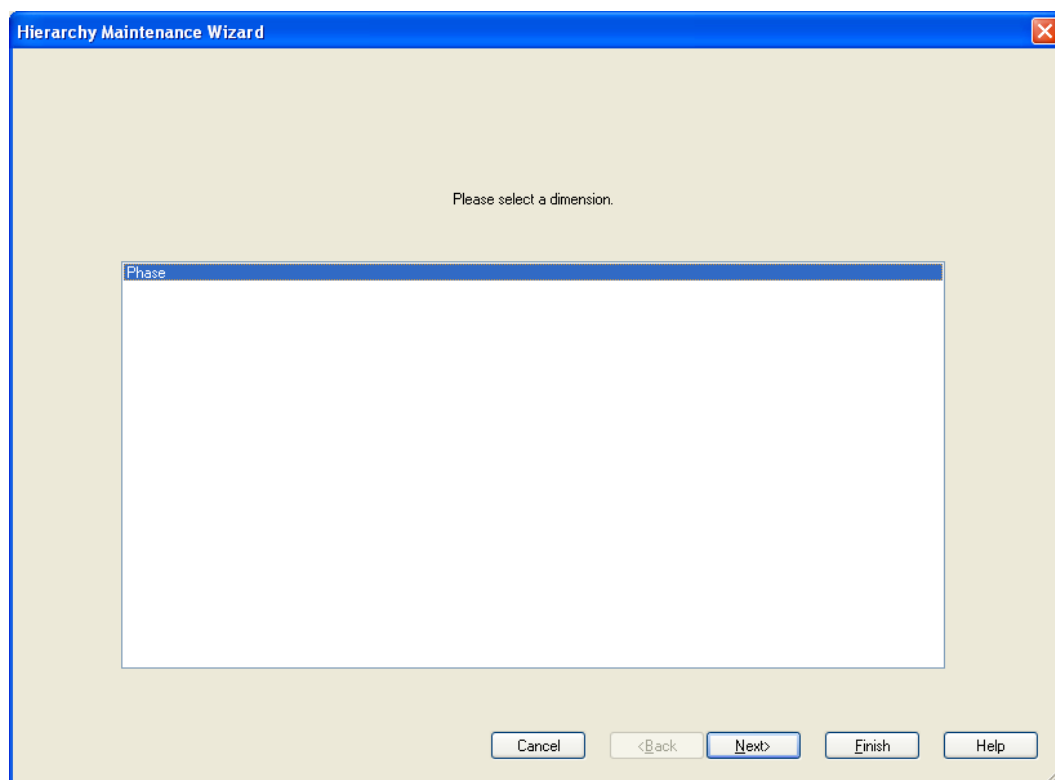 Hierarchy Maintenance Wizard
Please select a dimension.
Phase
Cancel
<Back
Next>
Finish
Help